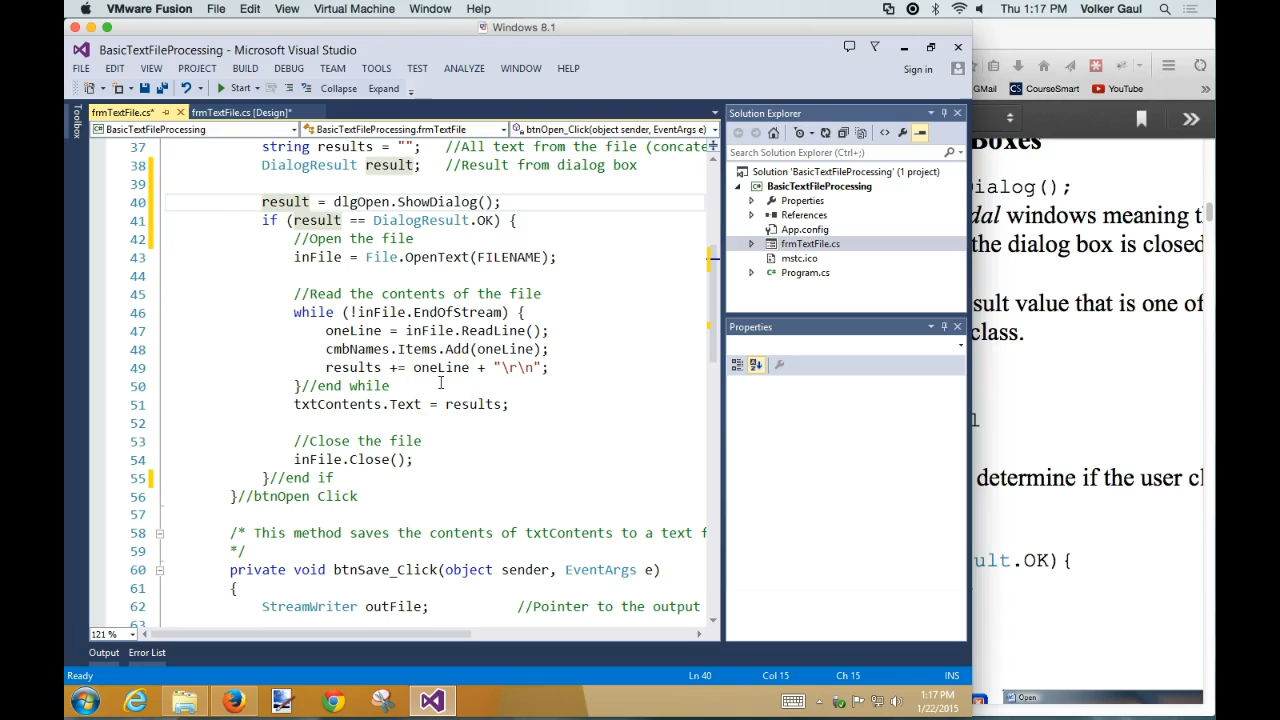 VMware Fusion File Edit View Virtual Machine Window Help Thu 1:17 PM Volker Gaul
Windows 8.1
BasicTextFileProcessing - Microsoft Visual Studio
FILE EDIT VIEW PROJECT BUILD DEBUG TEAM TOOLS TEST ANALYZE WINDOW HELP Sign in
Start Collapse Expand
GMail CourseSmart YouTube
Toolbox
frmTextFile.cs* frmTextFile.cs [Design]*
BasicTextFileProcessing BasicTextFileProcessing.frmTextFile btnOpen_Click(object sender, EventArgs e)
37 string results = ""; //All text from the file (concate
38 DialogResult result; //Result from dialog box
39
40 result = dlgOpen.ShowDialog();
41 if (result == DialogResult.OK) {
42 //Open the file
43 inFile = File.OpenText(FILENAME);
44
45 //Read the contents of the file
46 while (!inFile.EndOfStream) {
47 oneLine = inFile.ReadLine();
48 cmbNames.Items.Add(oneLine);
49 results += oneLine + "\r\n";
50 }//end while
51 txtContents.Text = results;
52
53 //Close the file
54 inFile.Close();
55 }//end if
56 }//btnOpen Click
57
58 /* This method saves the contents of txtContents to a text f
59 */
60 private void btnSave_Click(object sender, EventArgs e)
61 {
62 StreamWriter outFile; //Pointer to the output
63
121 %
Solution Explorer
Search Solution Explorer (Ctrl+;)
Solution 'BasicTextFileProcessing' (1 project)
BasicTextFileProcessing
Properties
References
App.config
frmTextFile.cs
mstc.ico
Program.cs
Properties
Boxes
ialog();
dal windows meaning t
the dialog box is closed
sult value that is one of
class.
l
determine if the user cl
ult.OK){
Open
Output Error List
Ready Ln 40 Col 15 Ch 15 INS
1:17 PM
1/22/2015